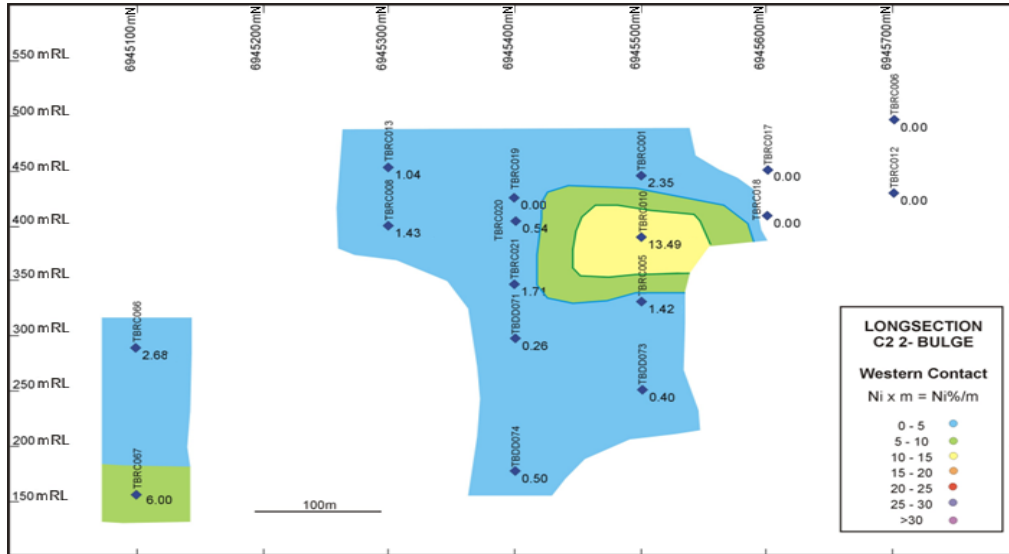 6945100mN
6945200mN
6945300mN
6945400mN
6945500mN
6945600mN
6945700mN
550 mRL
500 mRL
450 mRL
400 mRL
350 mRL
300 mRL
250 mRL
200 mRL
150 mRL
TBRC006
0.00
TBRC012
0.00
TBRC017
0.00
TBRC018
0.00
TBRC013
1.04
TBRC008
1.43
TBRC019
0.00
TBRC020
0.54
TBRC021
1.71
TBDD071
0.26
TBDD074
0.50
TBRC001
2.35
TBRC010
13.49
TBRC005
1.42
TBDD073
0.40
TBRC066
2.68
TBRC067
6.00
100m
LONGSECTION
C2 2- BULGE
Western Contact
Ni x m = Ni%/m
0 - 5
5 - 10
10 - 15
15 - 20
20 - 25
25 - 30
>30